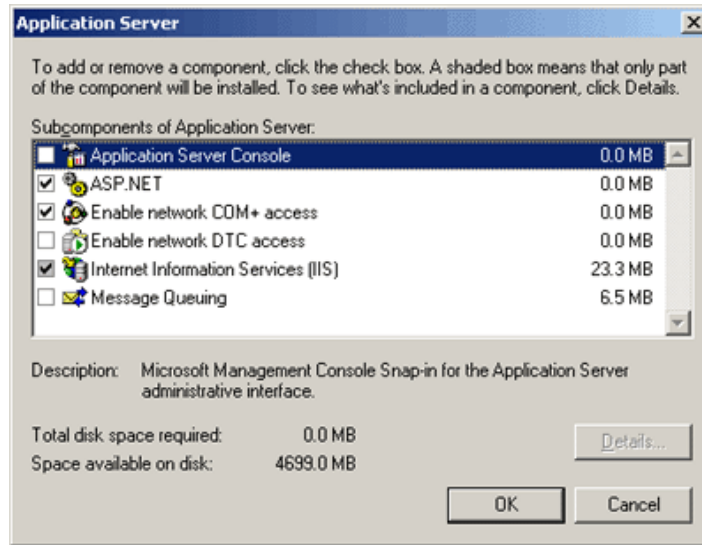 Application Server
To add or remove a component, click the check box. A shaded box means that only part
of the component will be installed. To see what's included in a component, click Details.
Subcomponents of Application Server:
Application Server Console 0.0 MB
ASP.NET 0.0 MB
Enable network COM+ access 0.0 MB
Enable network DTC access 0.0 MB
Internet Information Services (IIS) 23.3 MB
Message Queuing 6.5 MB
Description: Microsoft Management Console Snap-in for the Application Server
administrative interface.
Total disk space required: 0.0 MB
Space available on disk: 4699.0 MB
Details...
OK Cancel